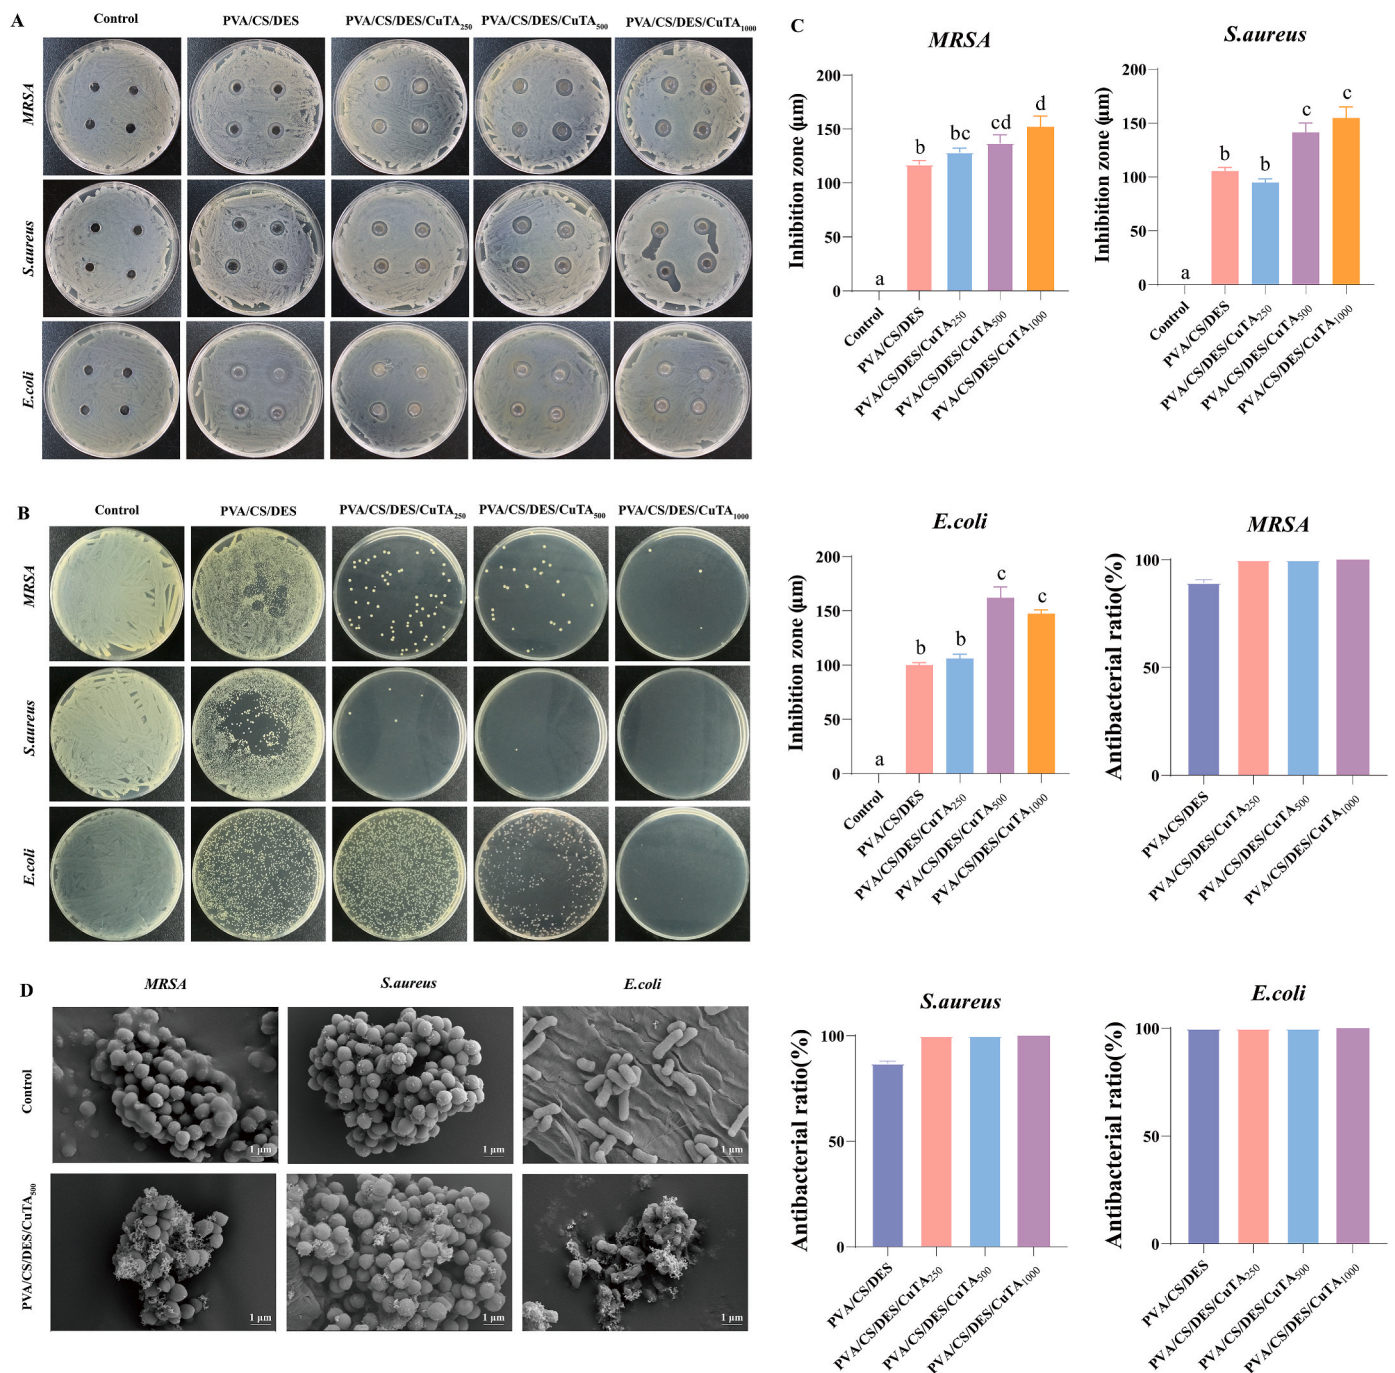 A
Control
PVA/CS/DES
PVA/CS/DES/CuTA250
PVA/CS/DES/CuTA500
PVA/CS/DES/CuTA1000
MRSA
S.aureus
E.coli
B
Control
PVA/CS/DES
PVA/CS/DES/CuTA250
PVA/CS/DES/CuTA500
PVA/CS/DES/CuTA1000
MRSA
S.aureus
E.coli
D
MRSA
S.aureus
E.coli
Control
1 μm
1 μm
1 μm
PVA/CS/DES/CuTA500
1 μm
1 μm
1 μm
C
MRSA
Inhibition zone (μm)
200
150
100
50
0
a
b
bc
cd
d
Control
PVA/CS/DES
PVA/CS/DES/CuTA250
PVA/CS/DES/CuTA500
PVA/CS/DES/CuTA1000
S.aureus
Inhibition zone (μm)
200
150
100
50
0
a
b
b
c
c
Control
PVA/CS/DES
PVA/CS/DES/CuTA250
PVA/CS/DES/CuTA500
PVA/CS/DES/CuTA1000
E.coli
Inhibition zone (μm)
200
150
100
50
0
a
b
b
c
c
Control
PVA/CS/DES
PVA/CS/DES/CuTA250
PVA/CS/DES/CuTA500
PVA/CS/DES/CuTA1000
MRSA
Antibacterial ratio(%)
100
50
0
PVA/CS/DES
PVA/CS/DES/CuTA250
PVA/CS/DES/CuTA500
PVA/CS/DES/CuTA1000
S.aureus
Antibacterial ratio(%)
100
50
0
PVA/CS/DES
PVA/CS/DES/CuTA250
PVA/CS/DES/CuTA500
PVA/CS/DES/CuTA1000
E.coli
Antibacterial ratio(%)
100
50
0
PVA/CS/DES
PVA/CS/DES/CuTA250
PVA/CS/DES/CuTA500
PVA/CS/DES/CuTA1000